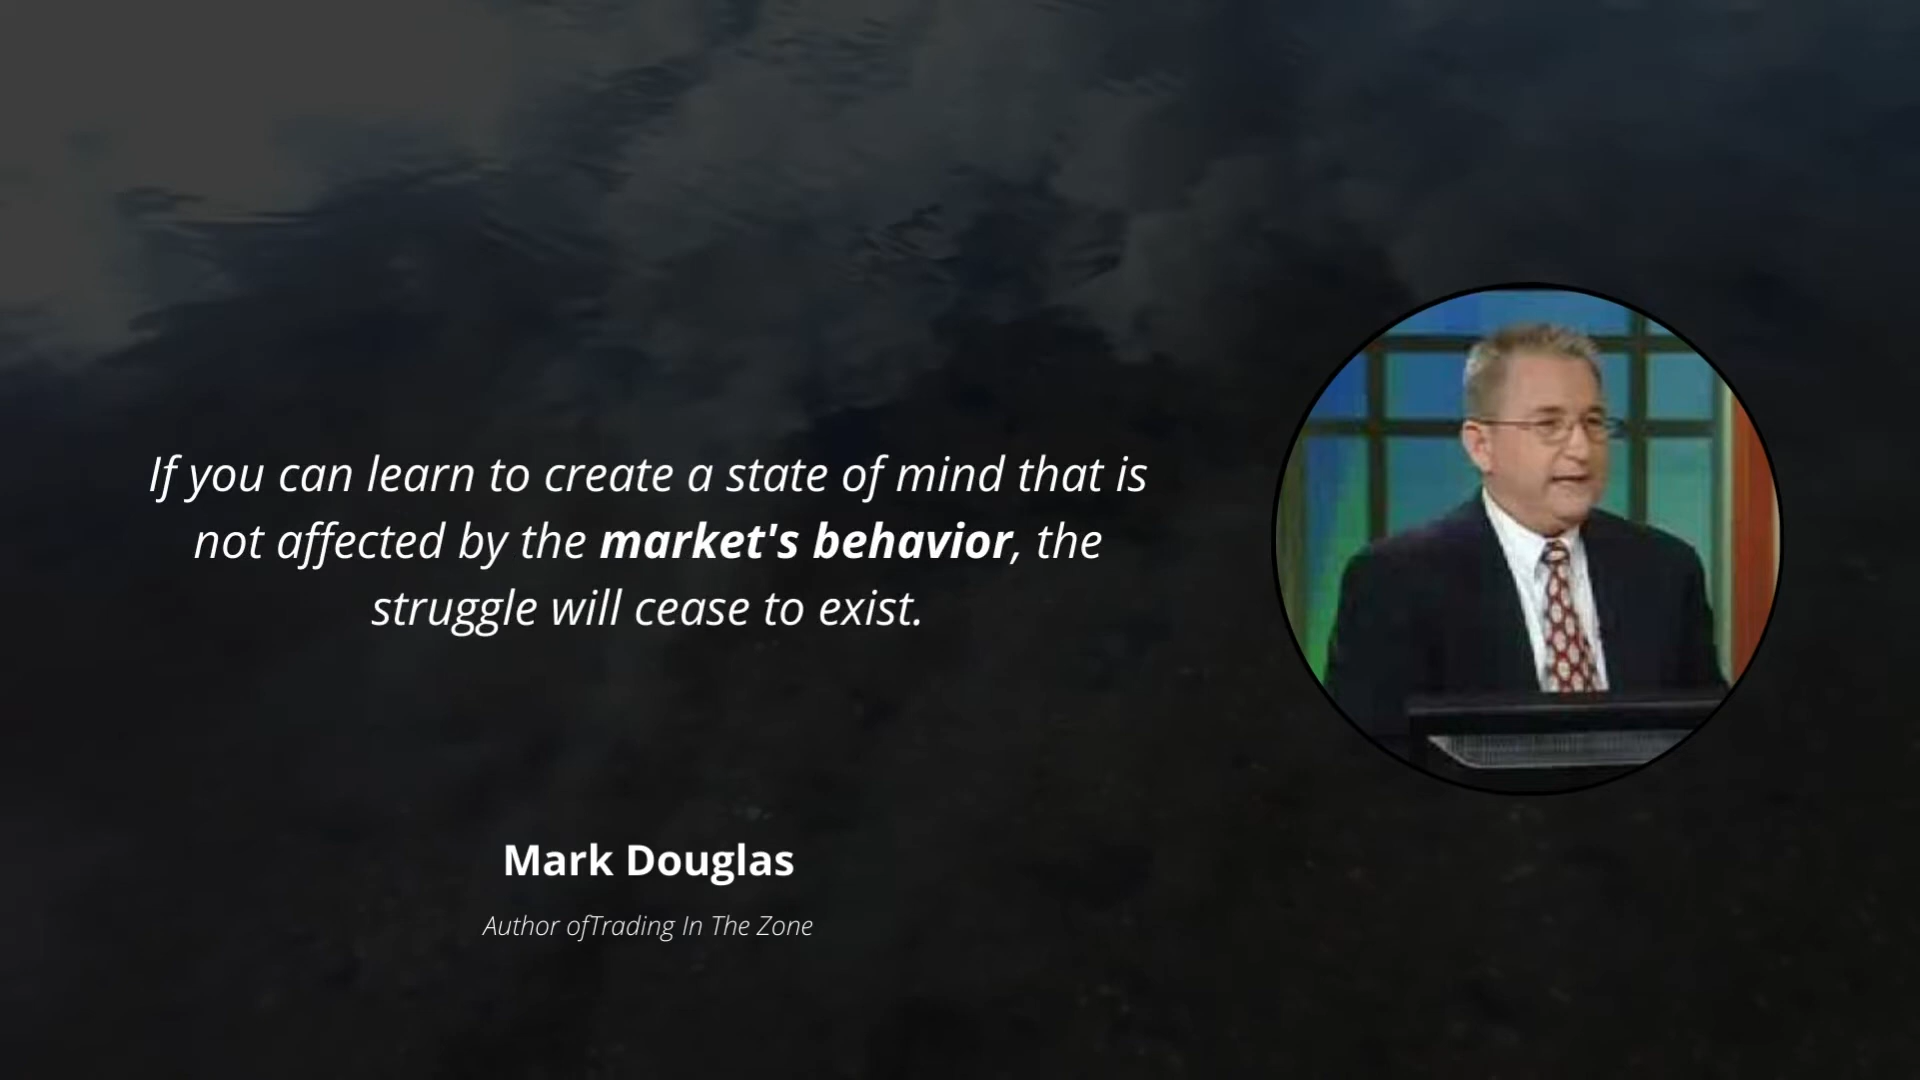 If you can learn to create a state of mind that is
not affected by the market's behavior, the
struggle will cease to exist.
Mark Douglas
Author ofTrading In The Zone